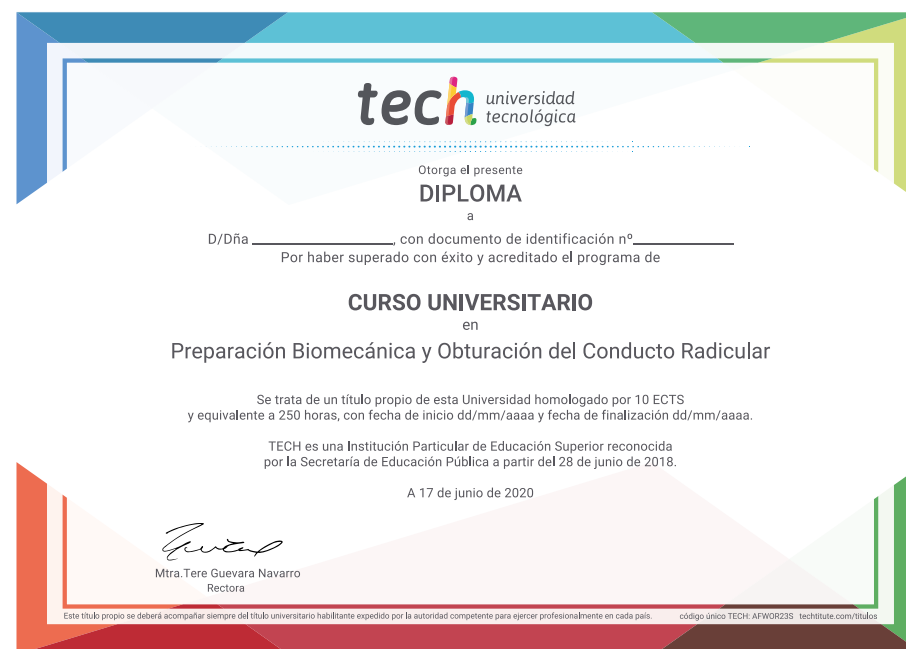 tech universidad
tecnológica
Otorga el presente
DIPLOMA
a
D/Dña ________________, con documento de identificación nº____________
Por haber superado con éxito y acreditado el programa de
CURSO UNIVERSITARIO
en
Preparación Biomecánica y Obturación del Conducto Radicular
Se trata de un título propio de esta Universidad homologado por 10 ECTS
y equivalente a 250 horas, con fecha de inicio dd/mm/aaaa y fecha de finalización dd/mm/aaaa.
TECH es una Institución Particular de Educación Superior reconocida
por la Secretaría de Educación Pública a partir del 28 de junio de 2018.
A 17 de junio de 2020
Mtra.Tere Guevara Navarro
Rectora
Este título propio se deberá acompañar siempre del título universitario habilitante expedido por la autoridad competente para ejercer profesionalmente en cada país. código único TECH: AFWOR23S techtitute.com/titulos